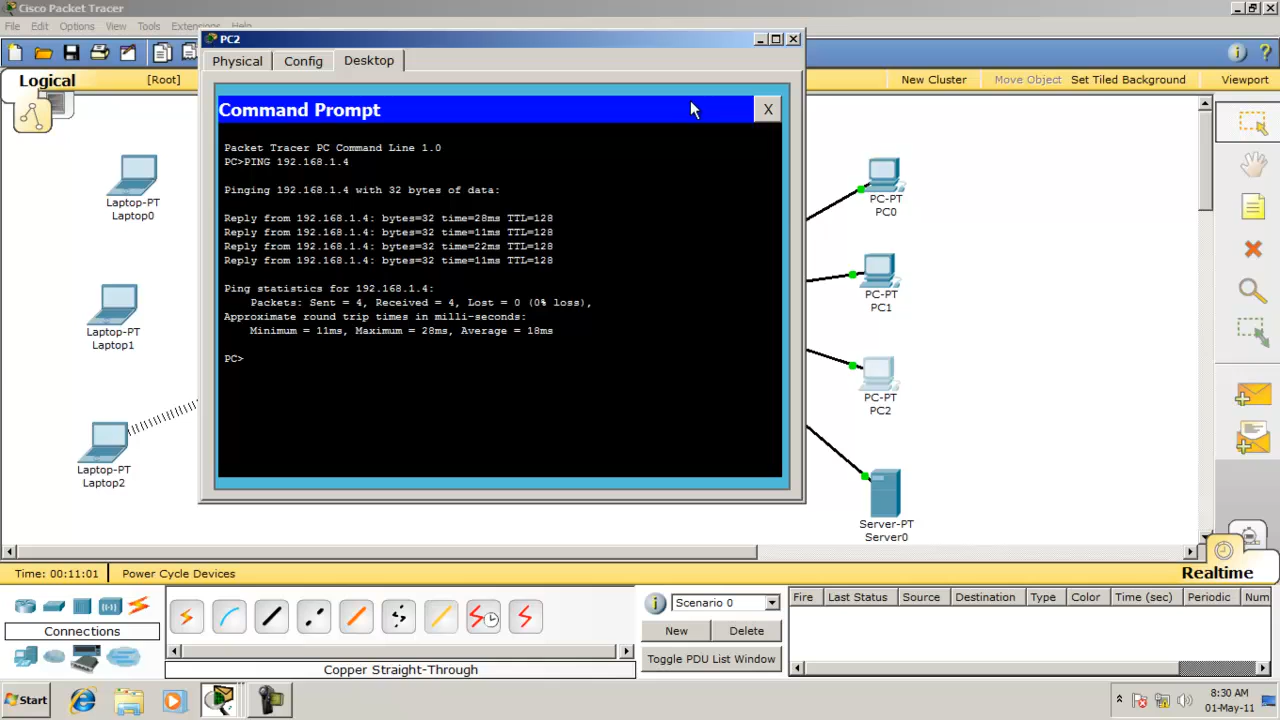 Cisco Packet Tracer
File Edit Options View Tools Extensions Help
PC2
Physical Config Desktop
Logical
[Root]
New Cluster
Move Object
Set Tiled Background
Viewport
Command Prompt
X
Packet Tracer PC Command Line 1.0
PC>PING 192.168.1.4
Pinging 192.168.1.4 with 32 bytes of data:
Reply from 192.168.1.4: bytes=32 time=28ms TTL=128
Reply from 192.168.1.4: bytes=32 time=11ms TTL=128
Reply from 192.168.1.4: bytes=32 time=22ms TTL=128
Reply from 192.168.1.4: bytes=32 time=11ms TTL=128
Ping statistics for 192.168.1.4:
Packets: Sent = 4, Received = 4, Lost = 0 (0% loss),
Approximate round trip times in milli-seconds:
Minimum = 11ms, Maximum = 28ms, Average = 18ms
PC>
Laptop-PT
Laptop0
Laptop-PT
Laptop1
Laptop-PT
Laptop2
PC-PT
PC0
PC-PT
PC1
PC-PT
PC2
Server-PT
Server0
Time: 00:11:01
Power Cycle Devices
Realtime
Connections
Copper Straight-Through
Scenario 0
New
Delete
Toggle PDU List Window
Fire Last Status Source Destination Type Color Time (sec) Periodic Num
Start
8:30 AM
01-May-11